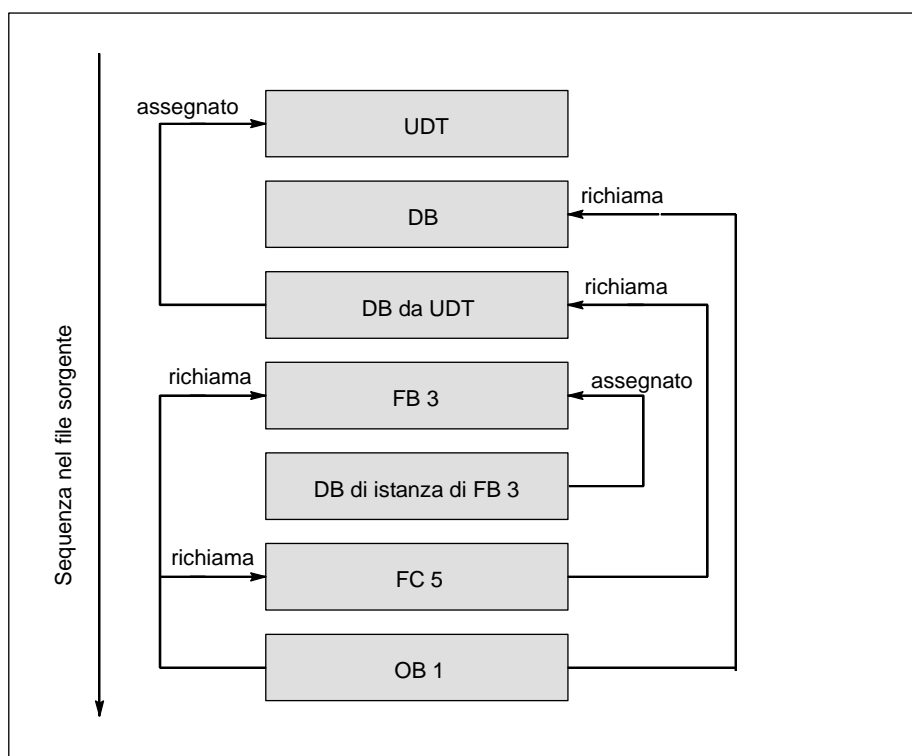 assegnato
UDT
richiama
DB
richiama
DB da UDT
richiama
assegnato
FB 3
DB di istanza di FB 3
richiama
FC 5
OB 1
Sequenza nel file sorgente